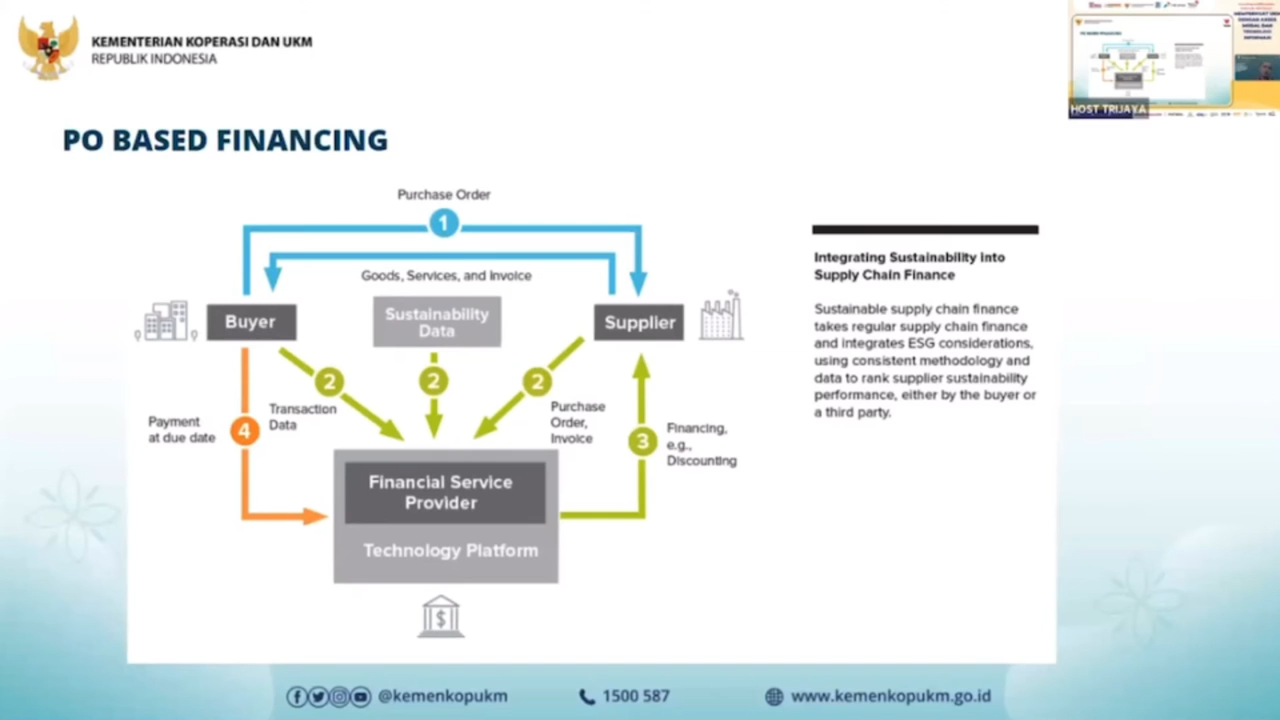 KEMENTERIAN KOPERASI DAN UKM
REPUBLIK INDONESIA
HOST TRIJAYA
PO BASED FINANCING
Purchase Order
1
Goods, Services, and Invoice
Buyer
Sustainability
Data
Supplier
2
2
2
Transaction
Data
Purchase
Order,
Invoice
Payment
at due date
4
3
Financing,
e.g.,
Discounting
Financial Service
Provider
Technology Platform
$
Integrating Sustainability into
Supply Chain Finance
Sustainable supply chain finance
takes regular supply chain finance
and integrates ESG considerations,
using consistent methodology and
data to rank supplier sustainability
performance, either by the buyer or
a third party.
@kemenkopukm
1500 587
www.kemenkopukm.go.id